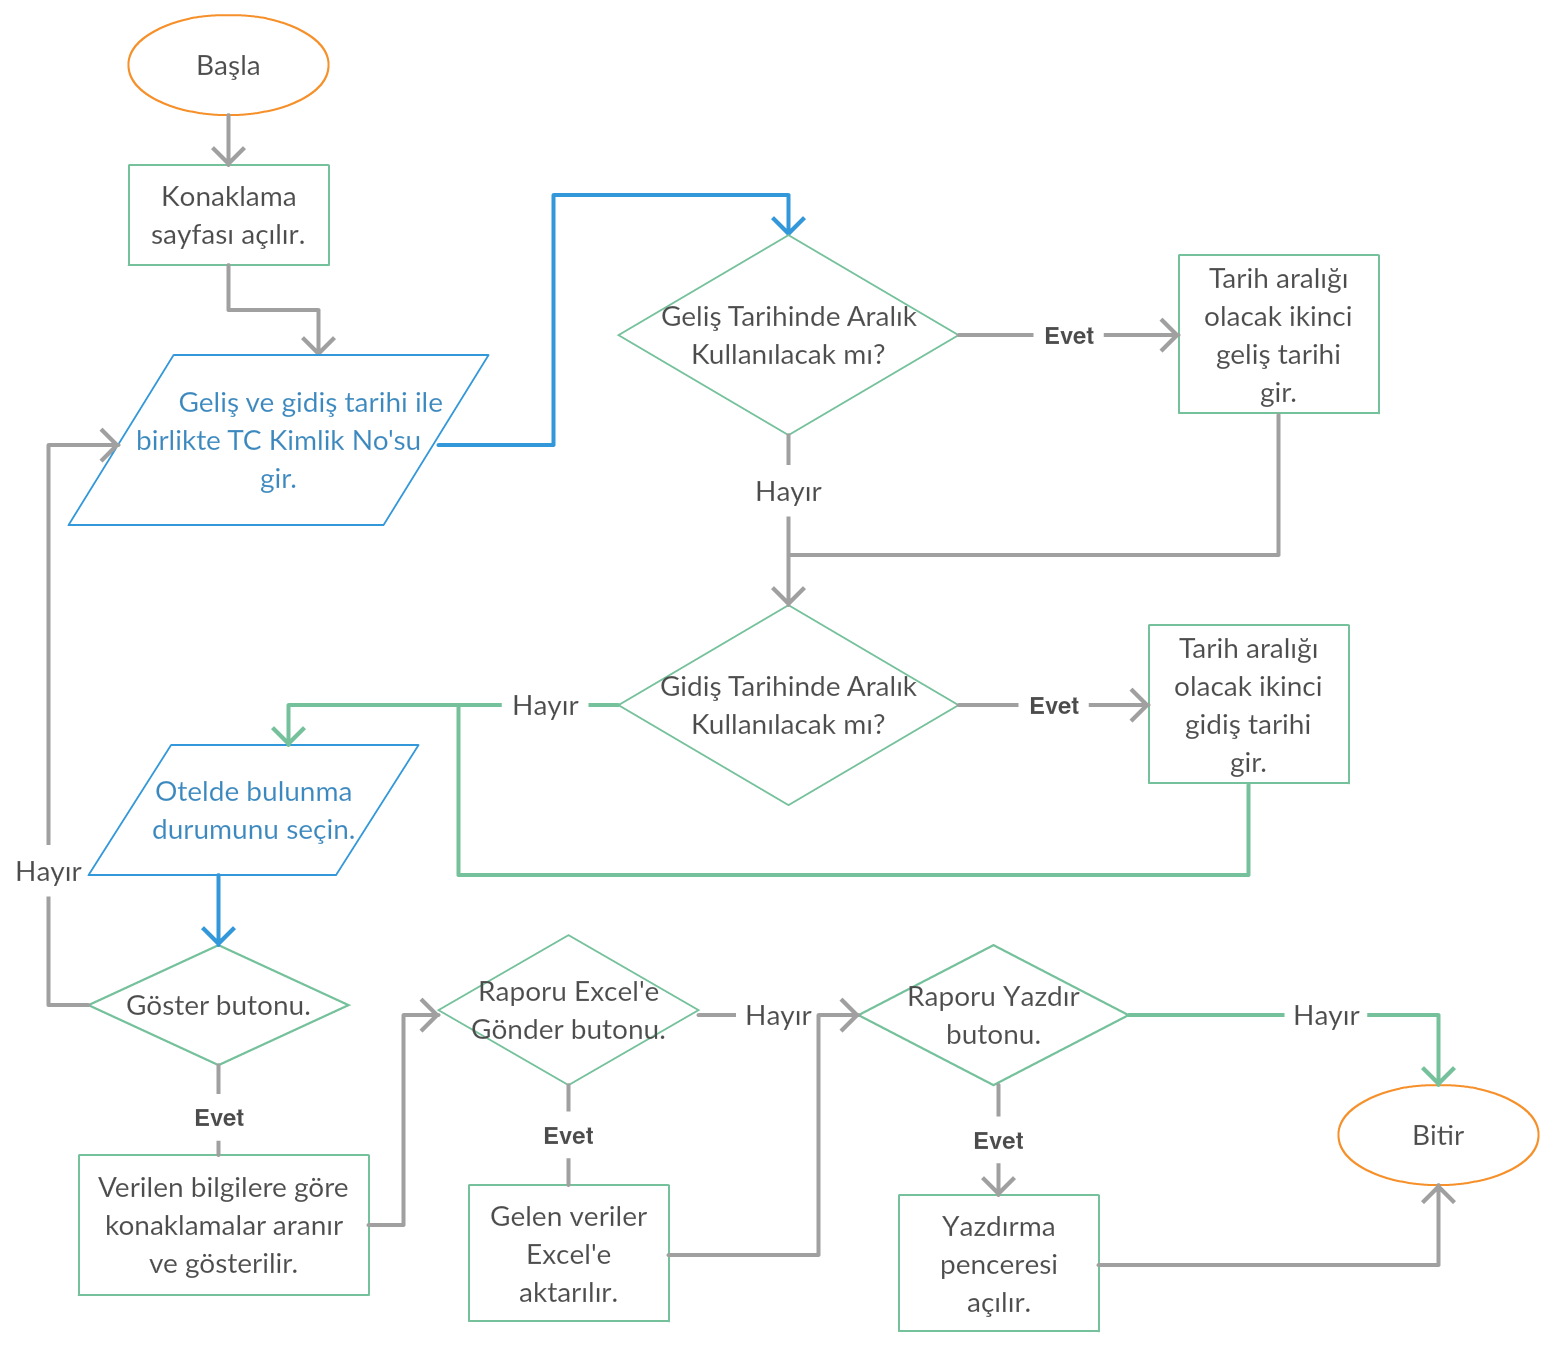 Başla
Konaklama
sayfası açılır.
Geliş ve gidiş tarihi ile
birlikte TC Kimlik No'su
gir.
Geliş Tarihinde Aralık
Kullanılacak mı?
Evet
Tarih aralığı
olacak ikinci
geliş tarihi
gir.
Hayır
Gidiş Tarihinde Aralık
Kullanılacak mı?
Evet
Tarih aralığı
olacak ikinci
gidiş tarihi
gir.
Hayır
Otelde bulunma
durumunu seçin.
Hayır
Göster butonu.
Evet
Verilen bilgilere göre
konaklamalar aranır
ve gösterilir.
Raporu Excel'e
Gönder butonu.
Hayır
Evet
Gelen veriler
Excel'e
aktarılır.
Raporu Yazdır
butonu.
Hayır
Evet
Yazdırma
penceresi
açılır.
Bitir